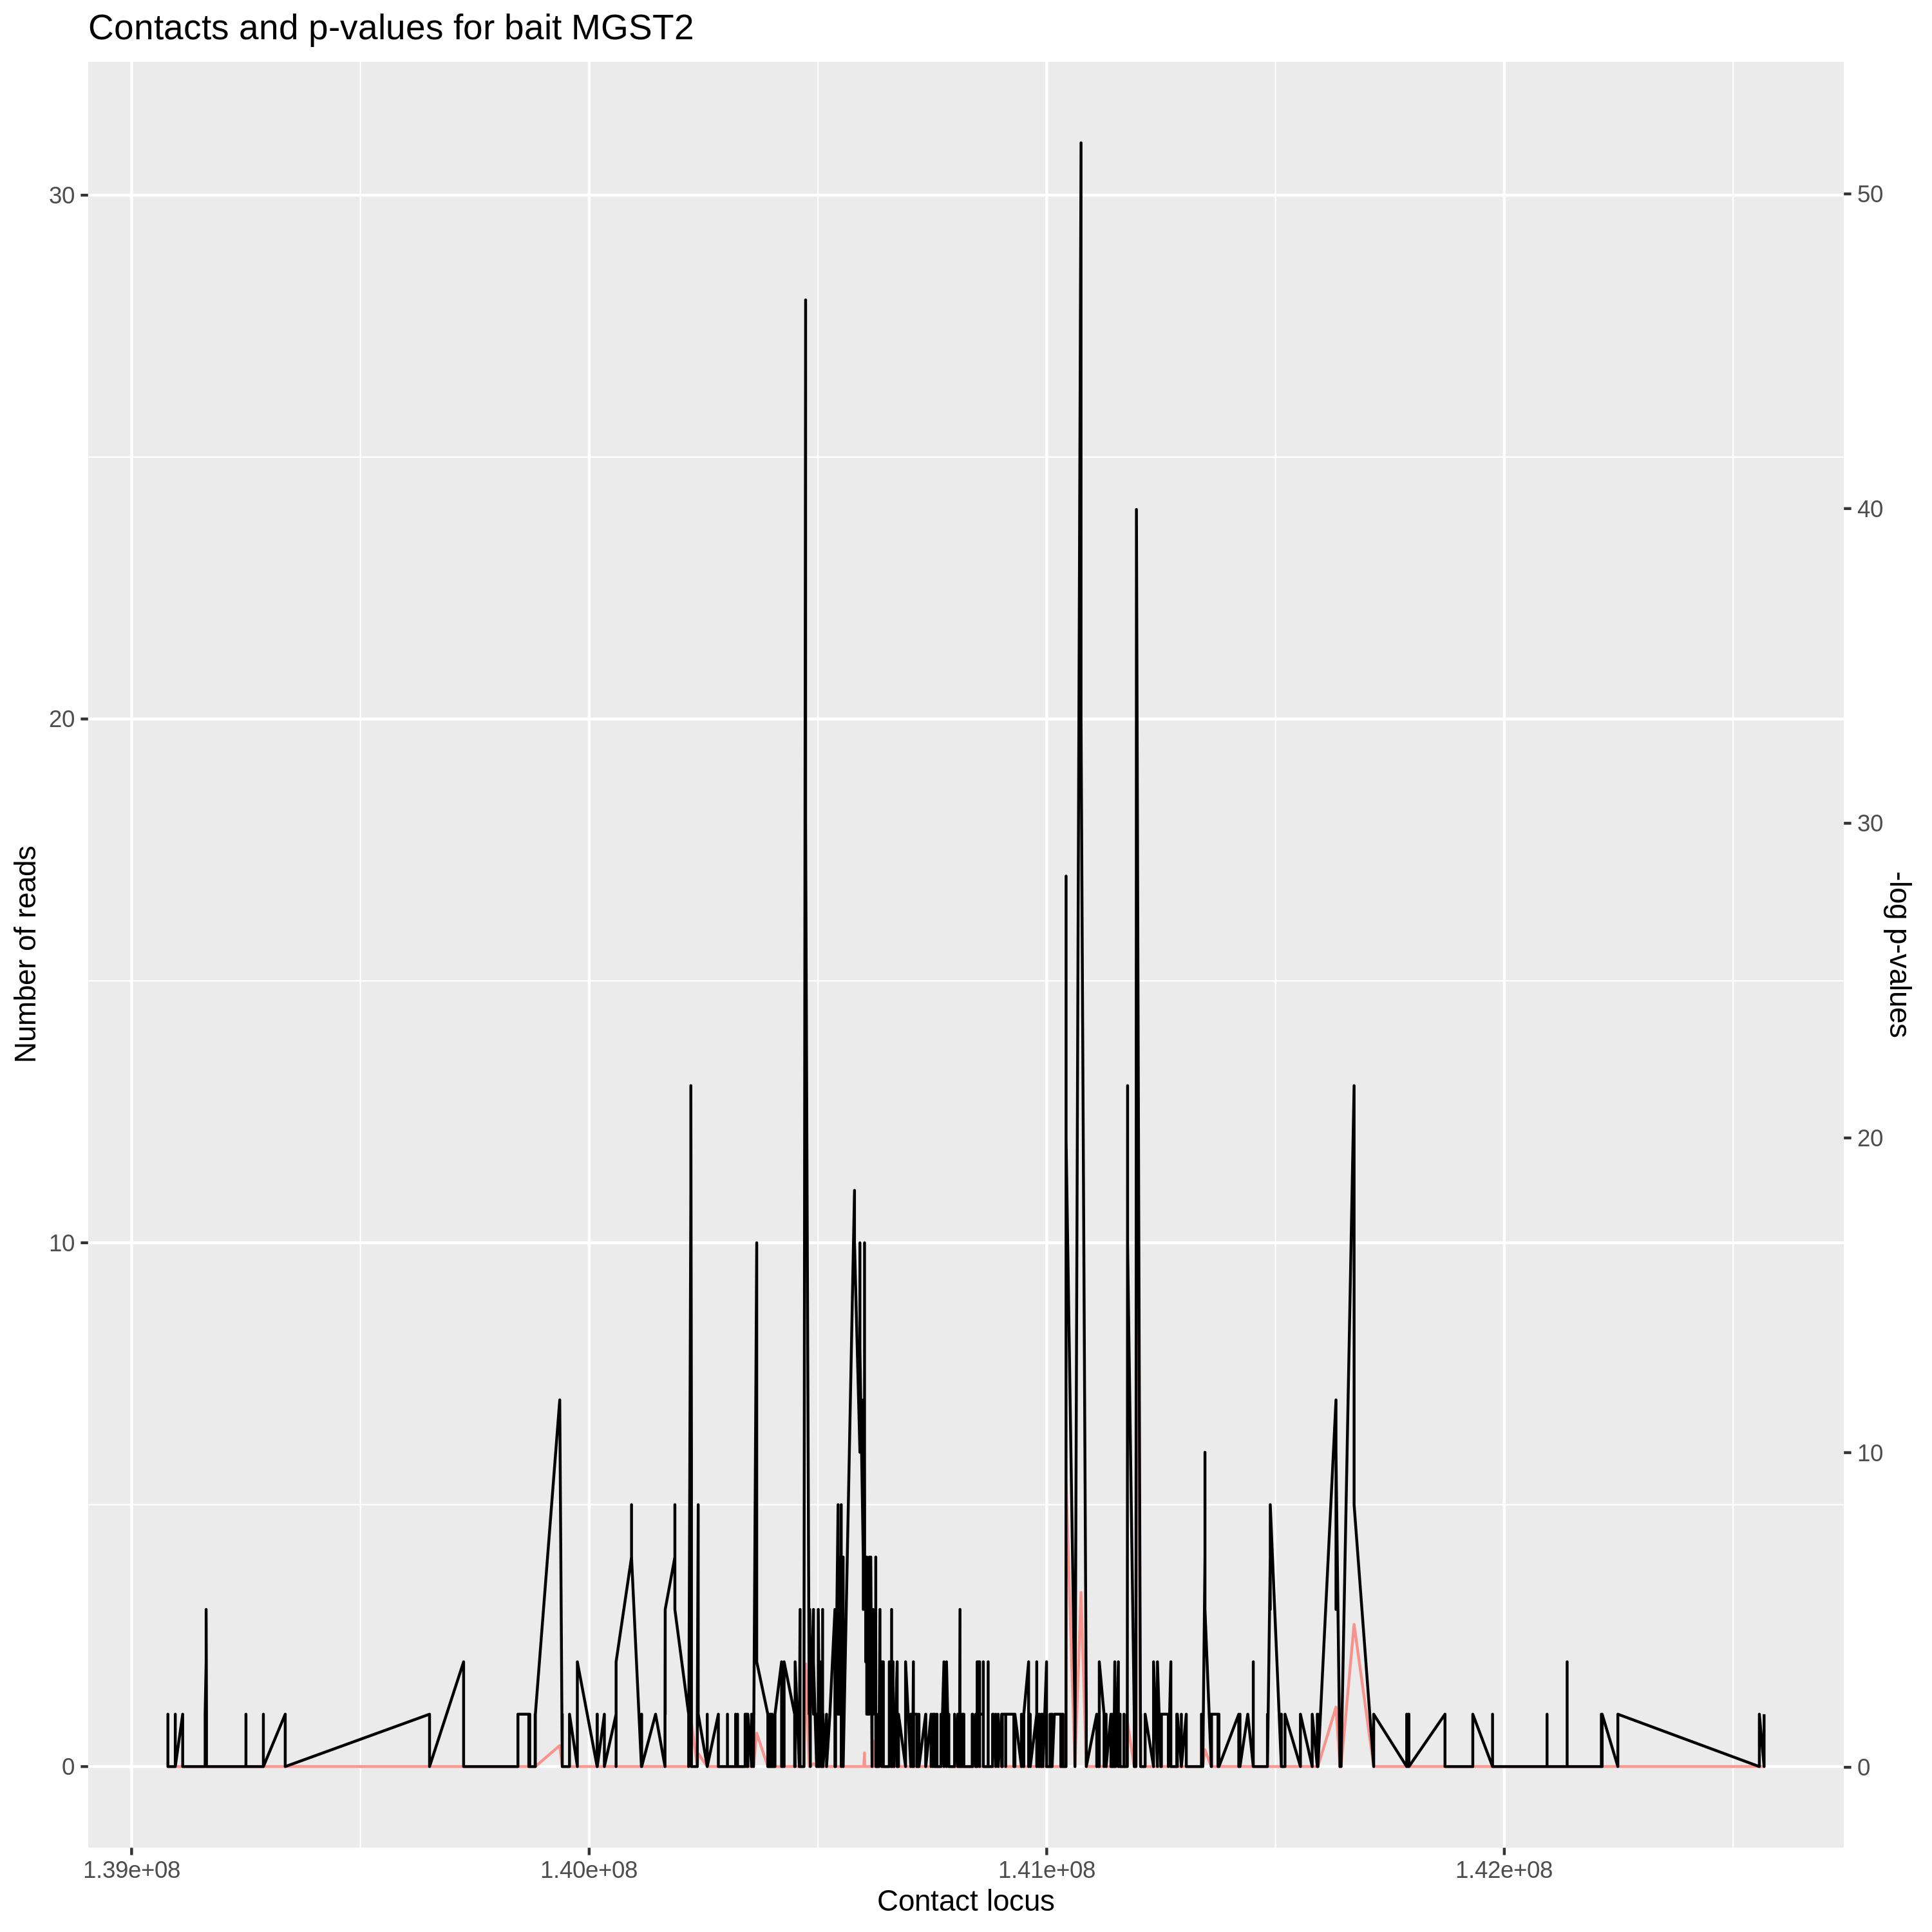 Contacts and p-values for bait MGST2
30
20
10
0
Number of reads
50
40
30
20
10
0
-log p-values
1.39e+08
1.40e+08
1.41e+08
1.42e+08
Contact locus